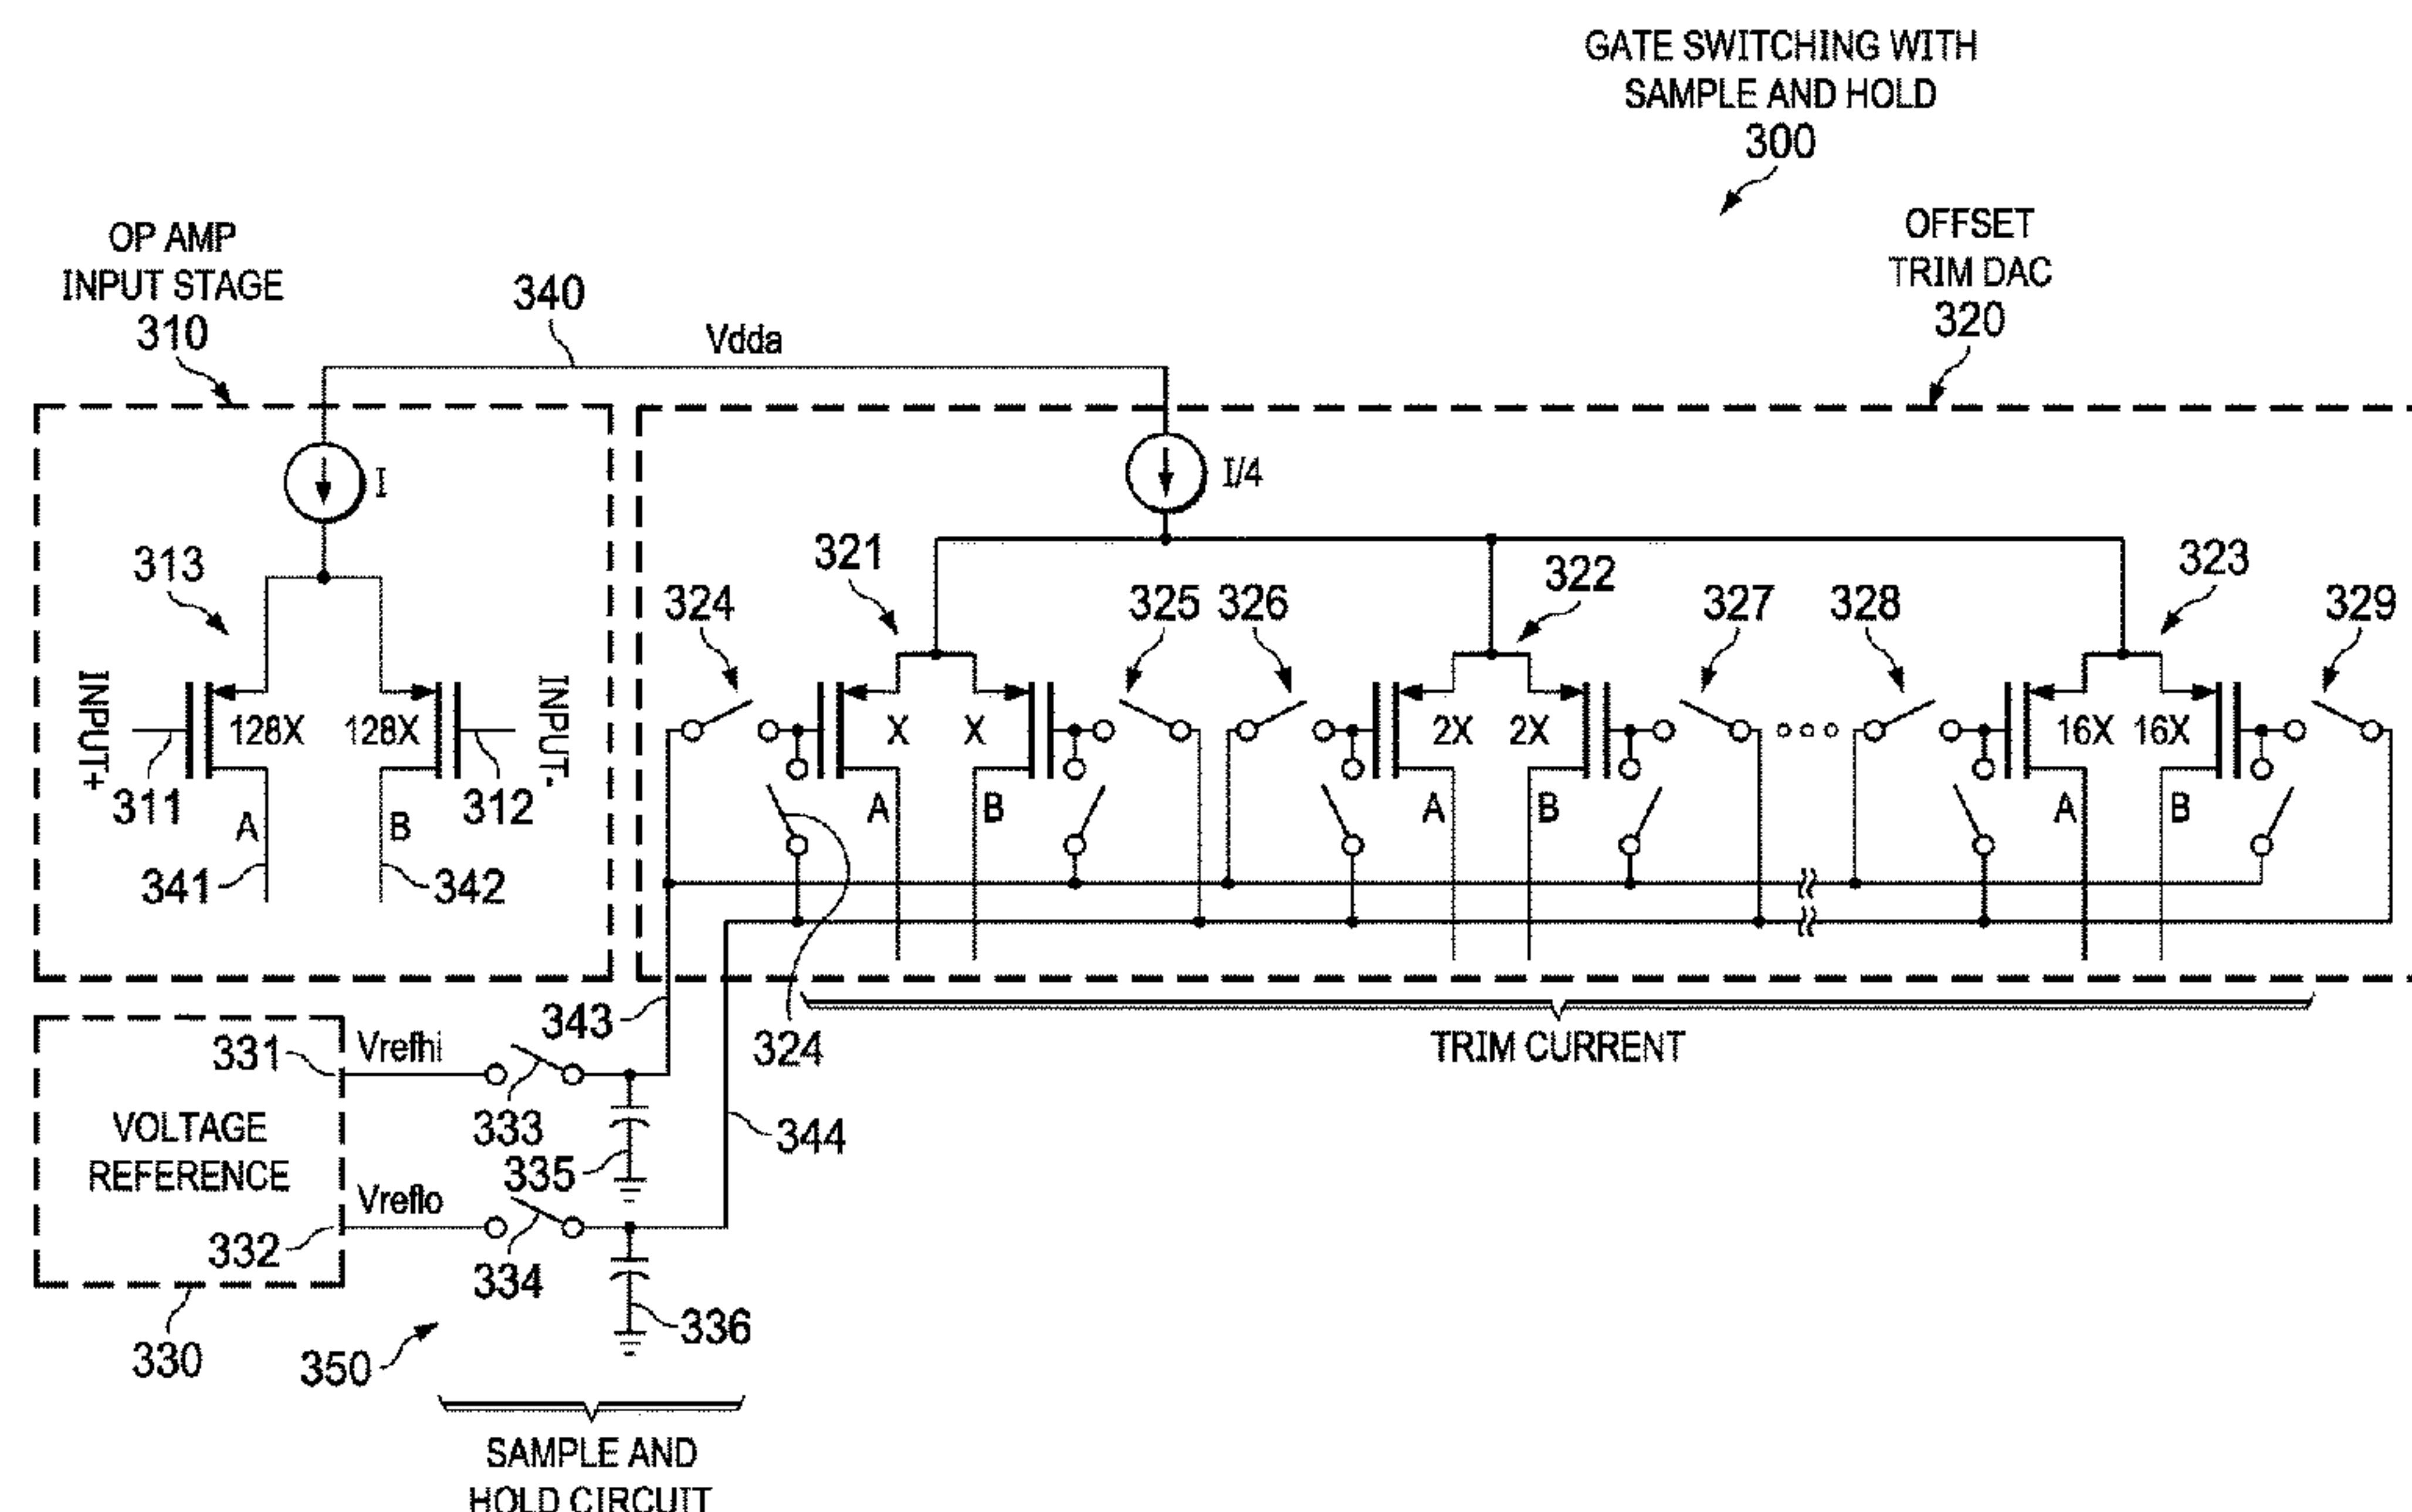 GATE SWITCHING WITH
SAMPLE AND HOLD
300
OP AMP
INPUT STAGE
310
340
Vdda
OFFSET
TRIM DAC
320
I
I/4
313
321
322
323
324
325
326
327
328
329
INPUT+
128X
128X
INPUT-
X
X
2X
2X
16X
16X
311
312
A
B
A
B
A
B
A
B
341
342
343
324
TRIM CURRENT
331
Vrefhi
333
VOLTAGE
REFERENCE
335
344
Vreflo
332
334
336
330
350
SAMPLE AND
HOLD CIRCUIT